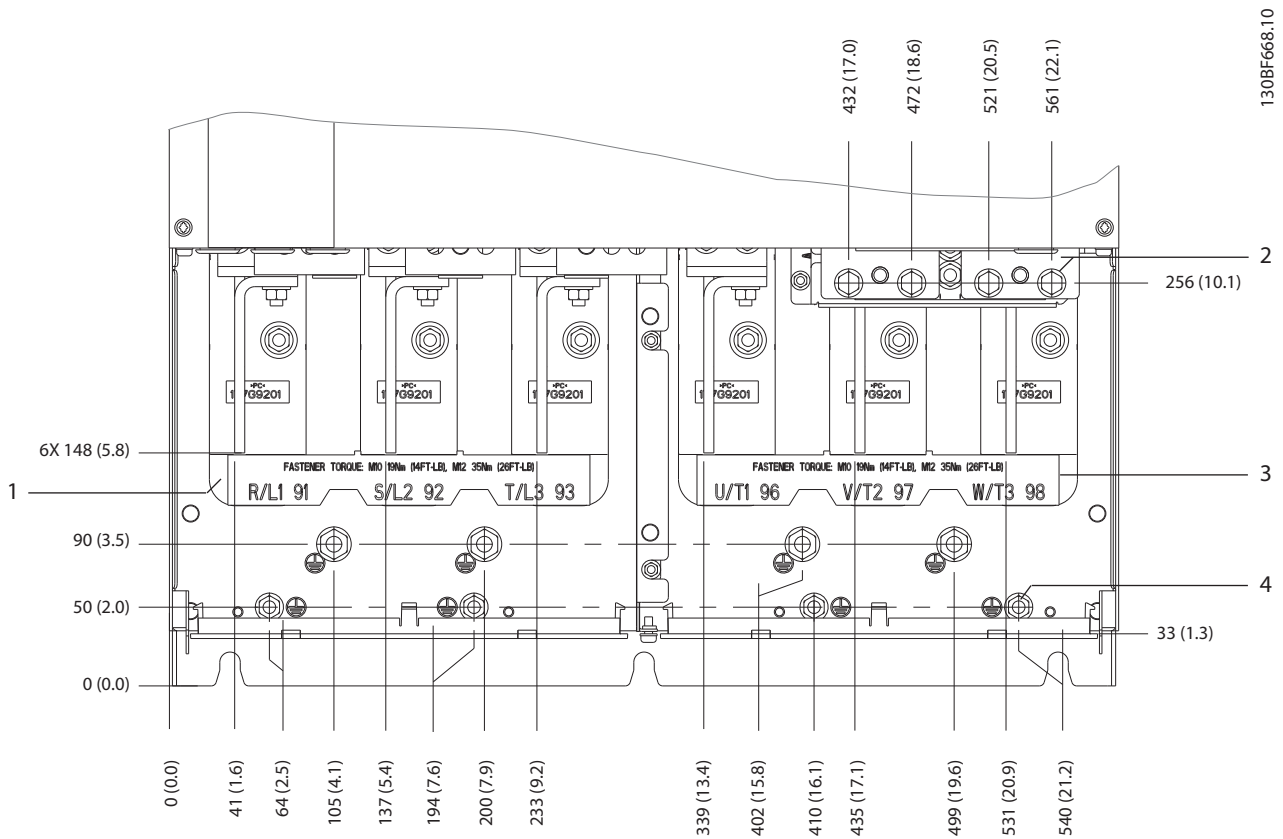 130BF668.10
432 (17.0)
472 (18.6)
521 (20.5)
561 (22.1)
2
256 (10.1)
»PC«
»PC«
»PC«
»PC«
»PC«
»PC«
6X 148 (5.8)
FASTENER TORQUE: M10 19Nm (14FT-LB), M12 35Nm (26FT-LB)
FASTENER TORQUE: M10 19Nm (14FT-LB), M12 35Nm (26FT-LB)
3
1
R/L1 91 S/L2 92 T/L3 93
U/T1 96 V/T2 97 W/T3 98
90 (3.5)
4
50 (2.0)
33 (1.3)
0 (0.0)
0 (0.0)
41 (1.6)
64 (2.5)
105 (4.1)
137 (5.4)
194 (7.6)
200 (7.9)
233 (9.2)
339 (13.4)
402 (15.8)
410 (16.1)
435 (17.1)
499 (19.6)
531 (20.9)
540 (21.2)